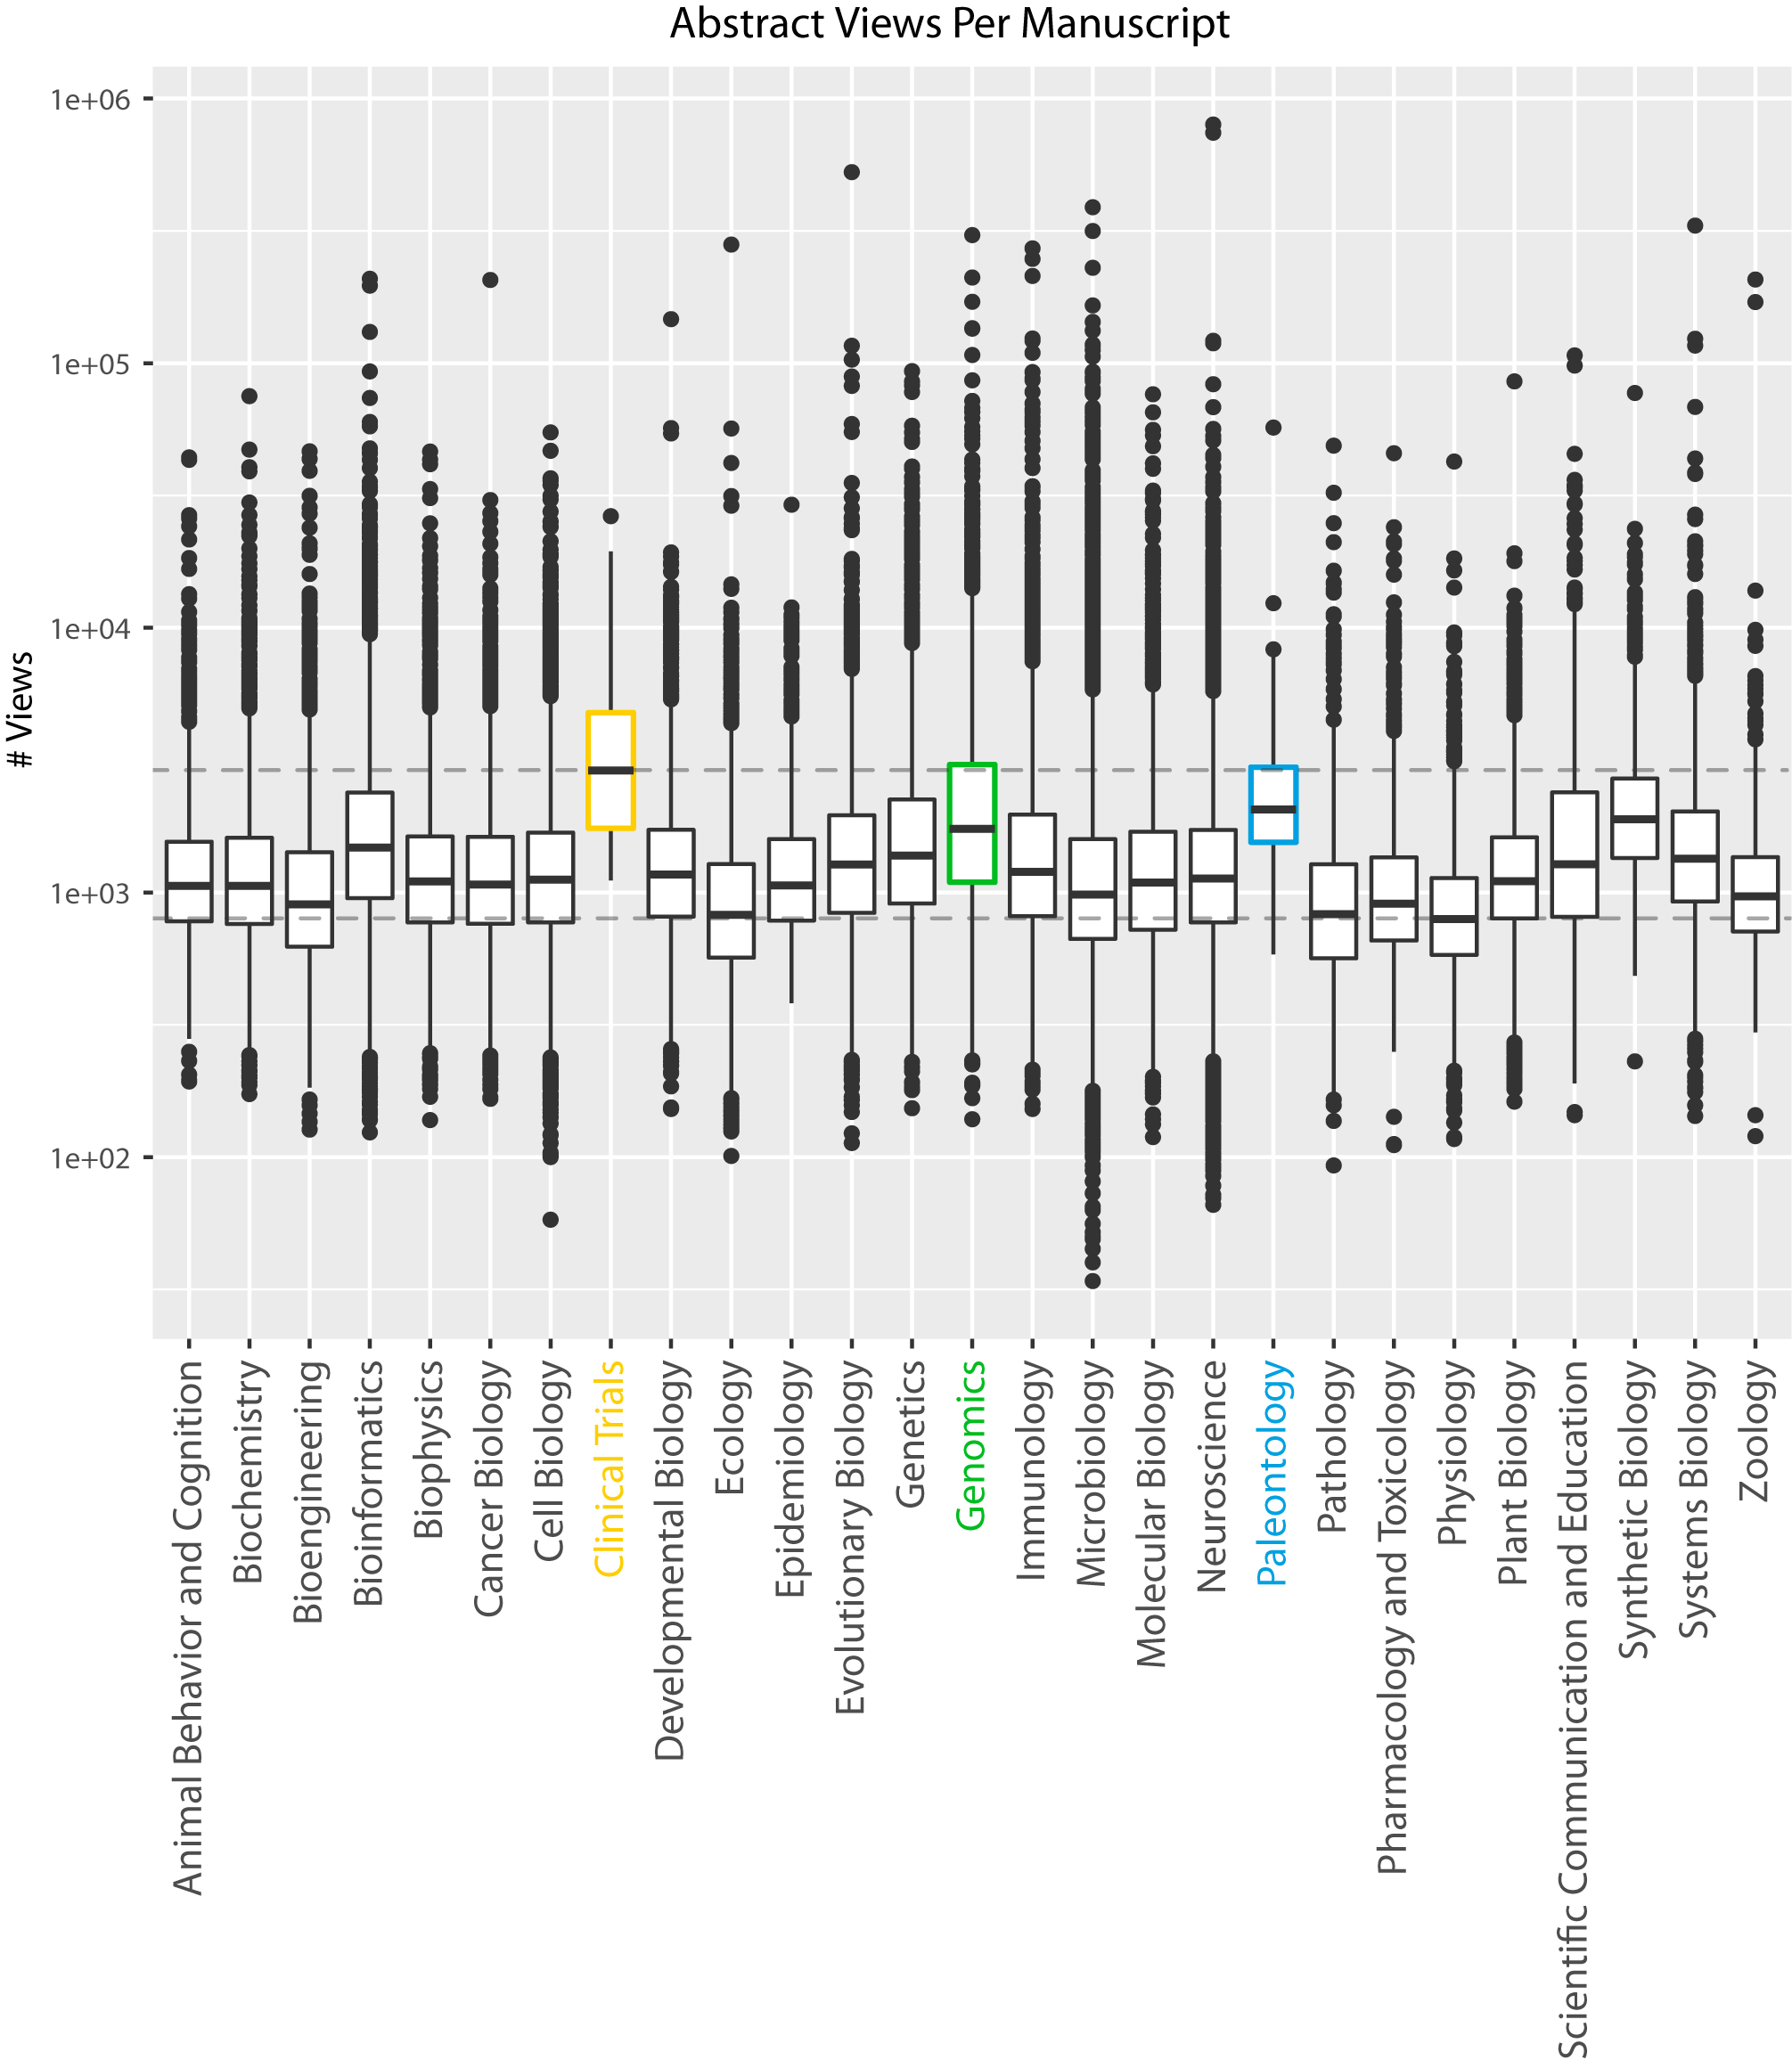 Abstract Views Per Manuscript
# Views
1e+06
1e+05
1e+04
1e+03
1e+02
Animal Behavior and Cognition
Biochemistry
Bioengineering
Bioinformatics
Biophysics
Cancer Biology
Cell Biology
Clinical Trials
Developmental Biology
Ecology
Epidemiology
Evolutionary Biology
Genetics
Genomics
Immunology
Microbiology
Molecular Biology
Neuroscience
Paleontology
Pathology
Pharmacology and Toxicology
Physiology
Plant Biology
Scientific Communication and Education
Synthetic Biology
Systems Biology
Zoology